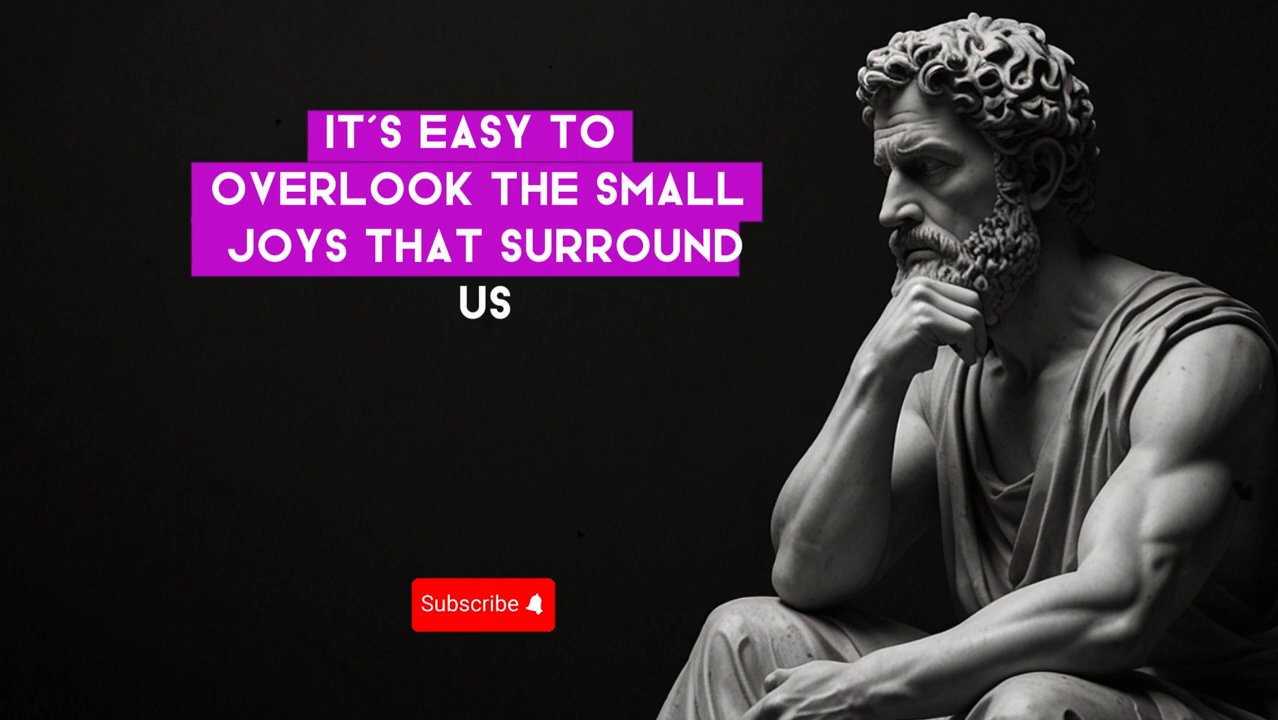 IT'S EASY TO
OVERLOOK THE SMALL
JOYS THAT SURROUND
US
Subscribe